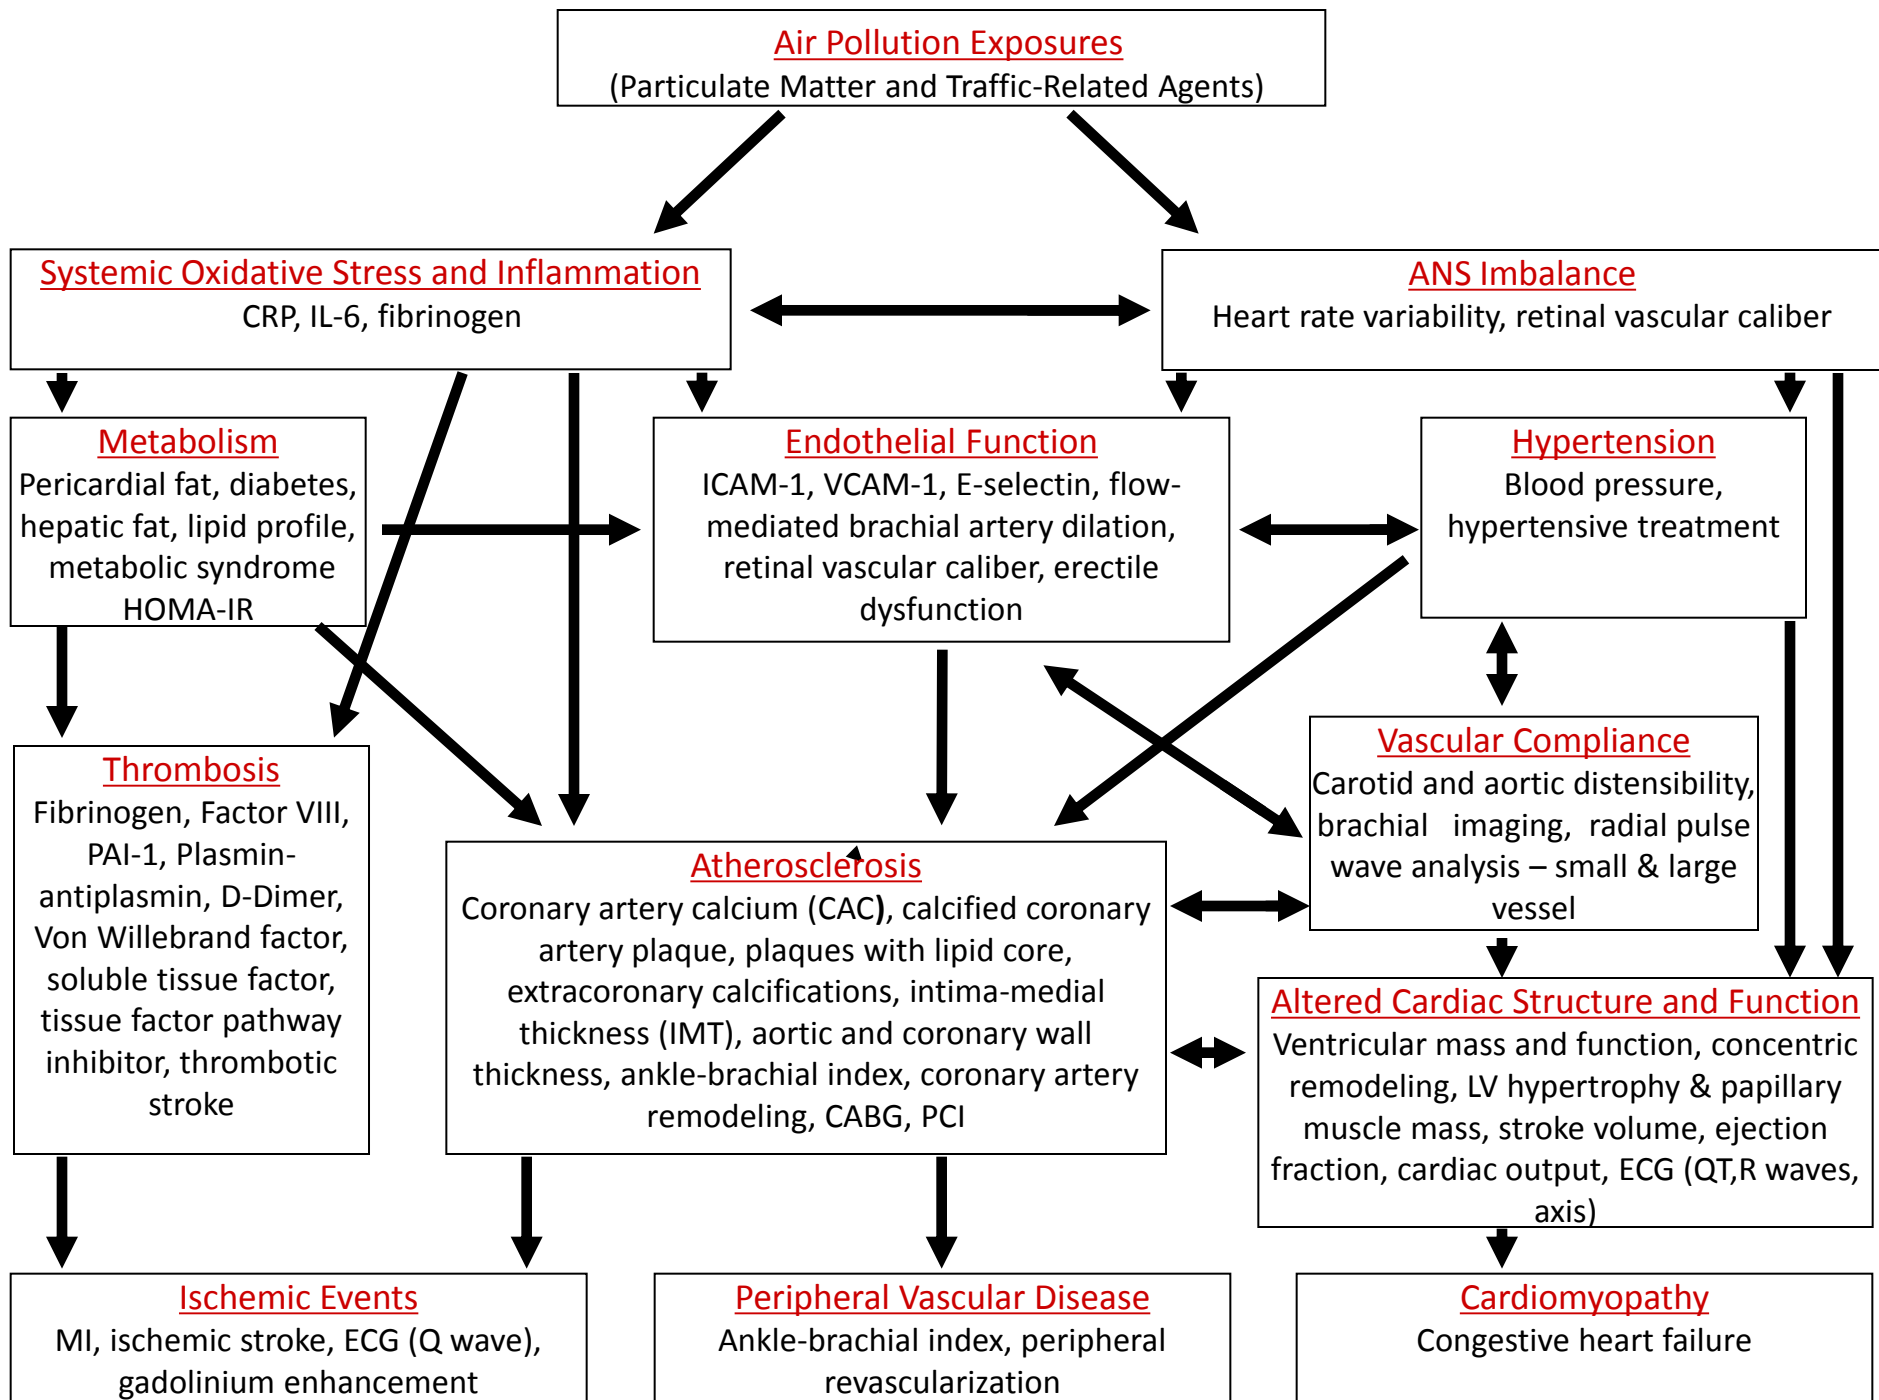 Air Pollution Exposures
(Particulate Matter and Traffic-Related Agents)
Systemic Oxidative Stress and Inflammation
CRP, IL-6, fibrinogen
ANS Imbalance
Heart rate variability, retinal vascular caliber
Metabolism
Pericardial fat, diabetes,
hepatic fat, lipid profile,
metabolic syndrome
HOMA-IR
Endothelial Function
ICAM-1, VCAM-1, E-selectin, flow-
mediated brachial artery dilation,
retinal vascular caliber, erectile
dysfunction
Hypertension
Blood pressure,
hypertensive treatment
Thrombosis
Fibrinogen, Factor VIII,
PAI-1, Plasmin-
antiplasmin, D-Dimer,
Von Willebrand factor,
soluble tissue factor,
tissue factor pathway
inhibitor, thrombotic
stroke
Atherosclerosis
Coronary artery calcium (CAC), calcified coronary
artery plaque, plaques with lipid core,
extracoronary calcifications, intima-medial
thickness (IMT), aortic and coronary wall
thickness, ankle-brachial index, coronary artery
remodeling, CABG, PCI
Vascular Compliance
Carotid and aortic distensibility,
brachial imaging, radial pulse
wave analysis – small & large
vessel
Altered Cardiac Structure and Function
Ventricular mass and function, concentric
remodeling, LV hypertrophy & papillary
muscle mass, stroke volume, ejection
fraction, cardiac output, ECG (QT,R waves,
axis)
Ischemic Events
MI, ischemic stroke, ECG (Q wave),
gadolinium enhancement
Peripheral Vascular Disease
Ankle-brachial index, peripheral
revascularization
Cardiomyopathy
Congestive heart failure